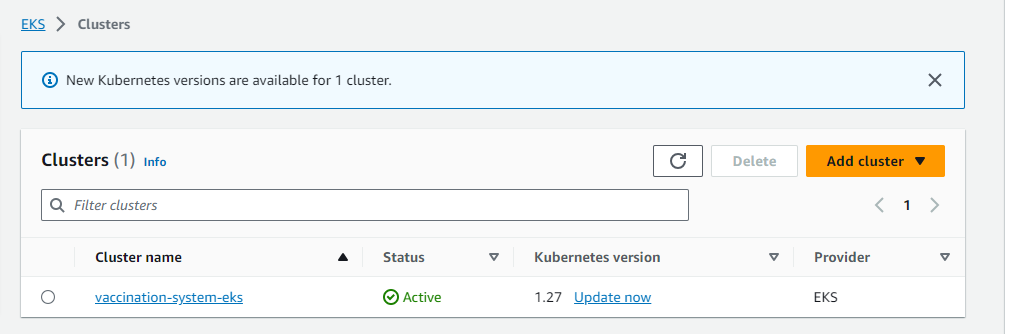 EKS > Clusters
New Kubernetes versions are available for 1 cluster.
Clusters (1) Info
Delete
Add cluster
Filter clusters
1
Cluster name Status Kubernetes version Provider
vaccination-system-eks Active 1.27 Update now EKS